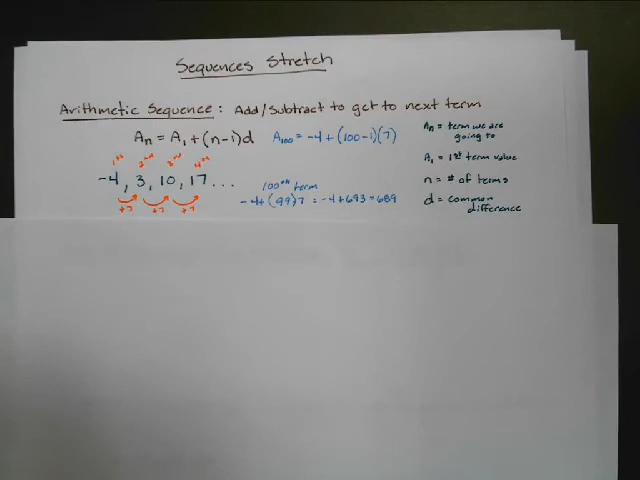 Sequences Stretch
Arithmetic Sequence: Add/Subtract to get to next term
An = A1 + (n-1)d
A100 = -4 + (100-1)(7)
An = term we are
going to
A1 = 1st term value
n = # of terms
d = common
difference
1st 2nd 3rd 4th
-4, 3, 10, 17 ...
+7 +7 +7
100th term
-4 + (99)7 = -4 + 693 = 689